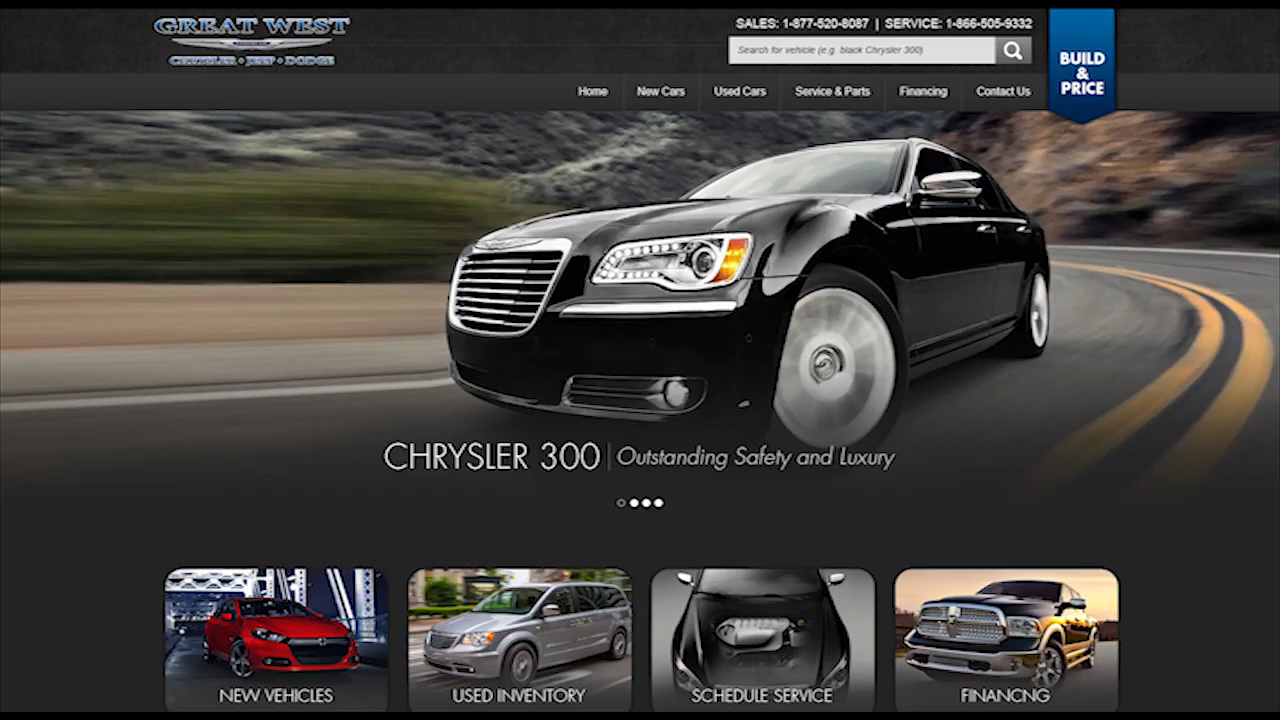 GREAT WEST
CHRYSLER • JEEP • DODGE
SALES: 1-877-520-8087 | SERVICE: 1-866-505-9332
Search for vehicle (e.g. black Chrysler 300)
BUILD
&
PRICE
Home New Cars Used Cars Service & Parts Financing Contact Us
CHRYSLER 300 | Outstanding Safety and Luxury
NEW VEHICLES
USED INVENTORY
SCHEDULE SERVICE
FINANCNG